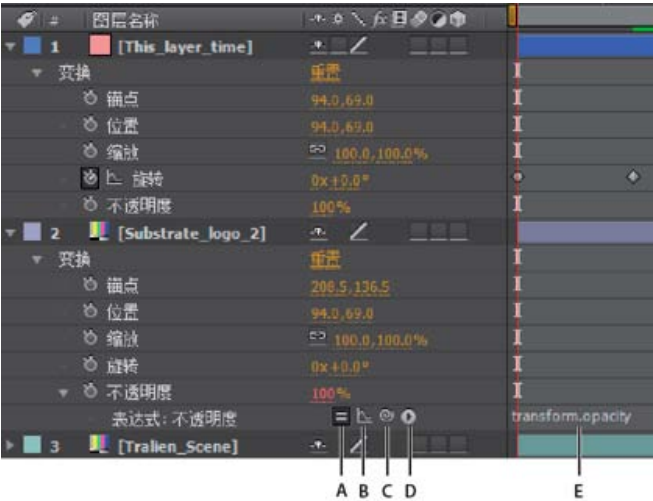 # 图层名称
1 [This_layer_time]
变换 重置
锚点 94.0,69.0
位置 94.0,69.0
缩放 100.0,100.0%
旋转 0x+0.0°
不透明度 100%
2 [Substrate_logo_2]
变换 重置
锚点 208.5,136.5
位置 94.0,69.0
缩放 100.0,100.0%
旋转 0x+0.0°
不透明度 100%
表达式:不透明度 transform.opacity
3 [Tralien_Scene]
A B C D E